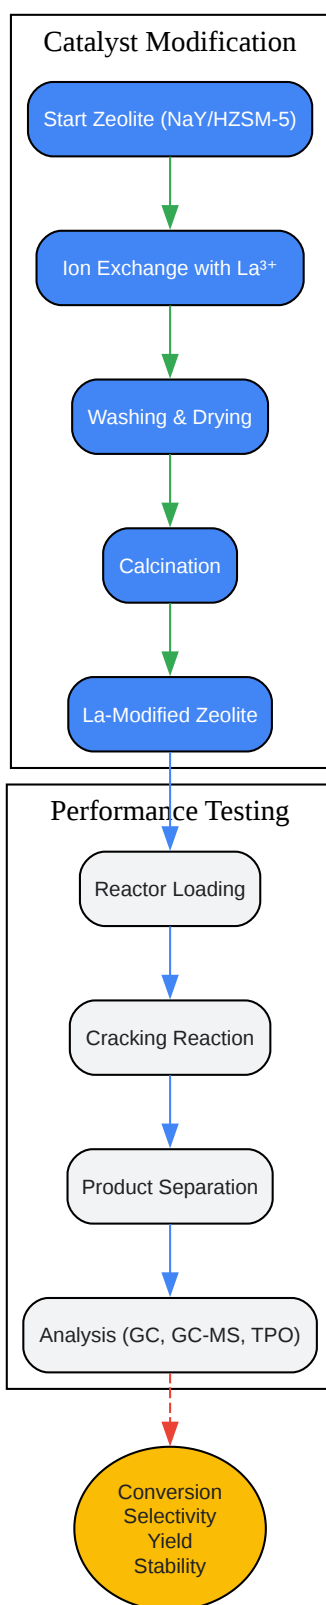 Catalyst Modification
Start Zeolite (NaY/HZSM-5)
Ion Exchange with La³⁺
Washing & Drying
Calcination
La-Modified Zeolite
Performance Testing
Reactor Loading
Cracking Reaction
Product Separation
Analysis (GC, GC-MS, TPO)
Conversion
Selectivity
Yield
Stability